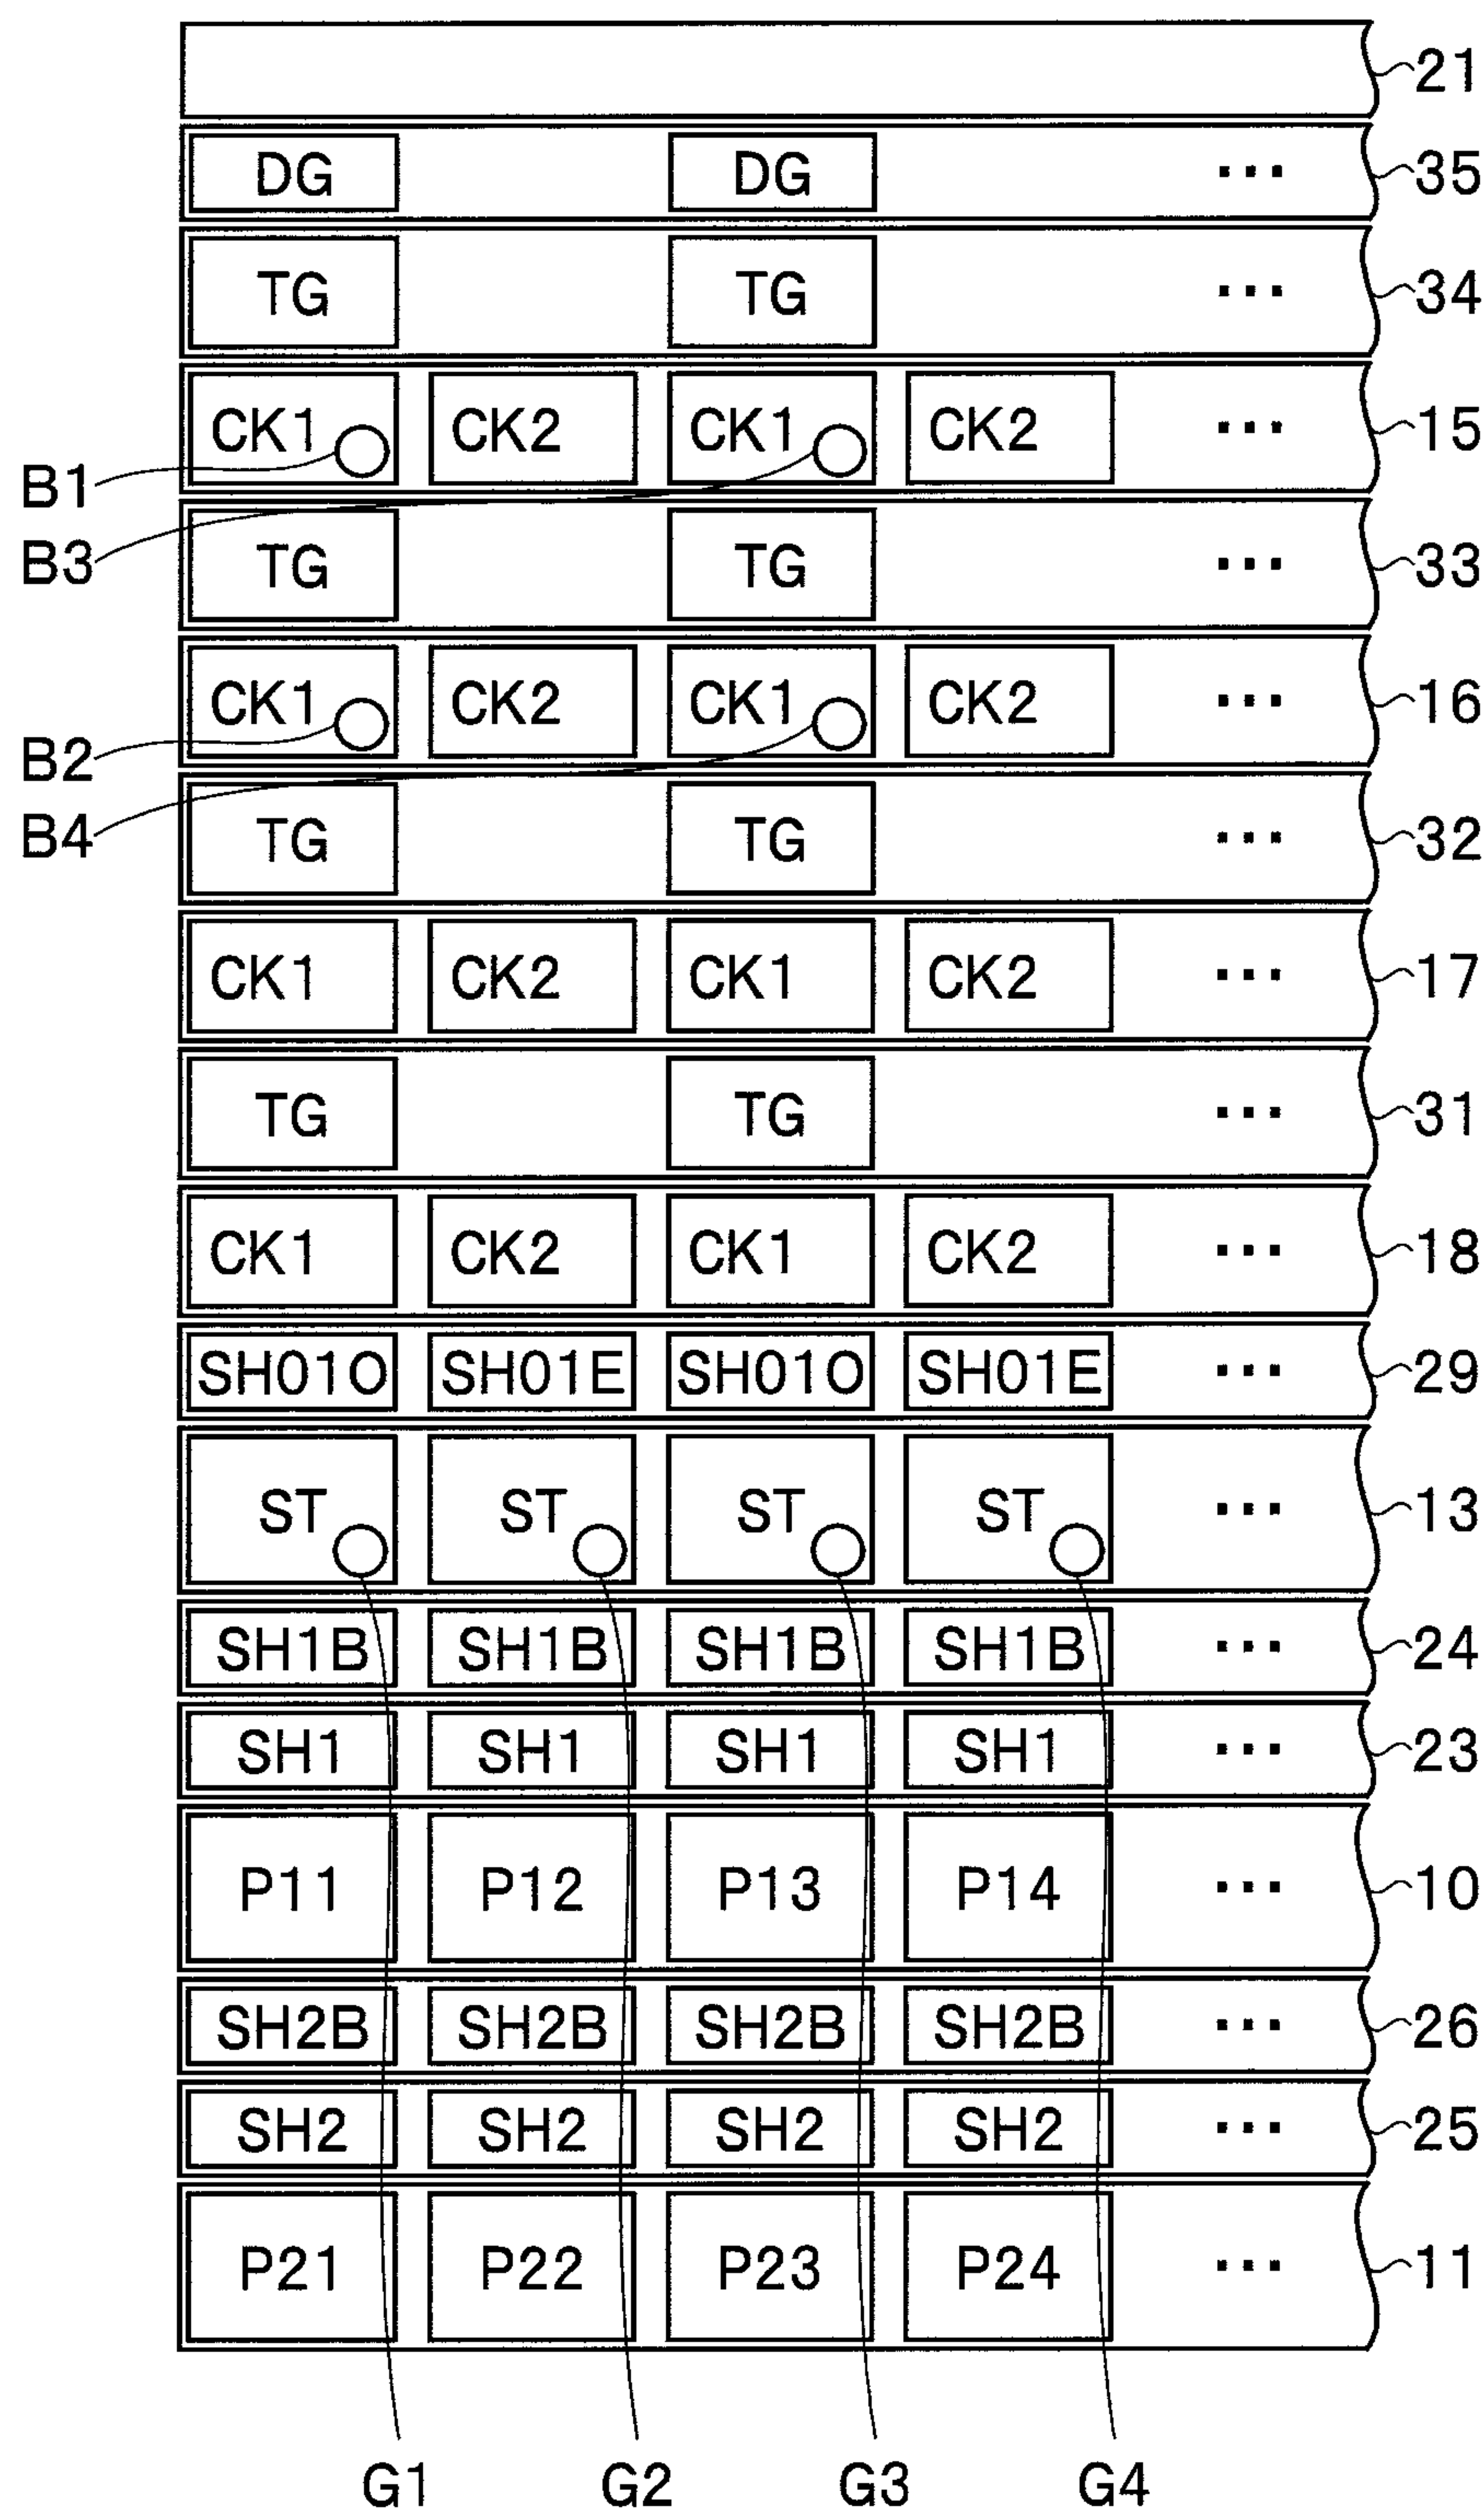 21
DG DG ... 35
TG TG ... 34
CK1 CK2 CK1 CK2 ... 15
B1
B3 TG TG ... 33
CK1 CK2 CK1 CK2 ... 16
B2
B4 TG TG ... 32
CK1 CK2 CK1 CK2 ... 17
TG TG ... 31
CK1 CK2 CK1 CK2 ... 18
SH01O SH01E SH01O SH01E ... 29
ST ST ST ST ... 13
SH1B SH1B SH1B SH1B ... 24
SH1 SH1 SH1 SH1 ... 23
P11 P12 P13 P14 ... 10
SH2B SH2B SH2B SH2B ... 26
SH2 SH2 SH2 SH2 ... 25
P21 P22 P23 P24 ... 11
G1 G2 G3 G4